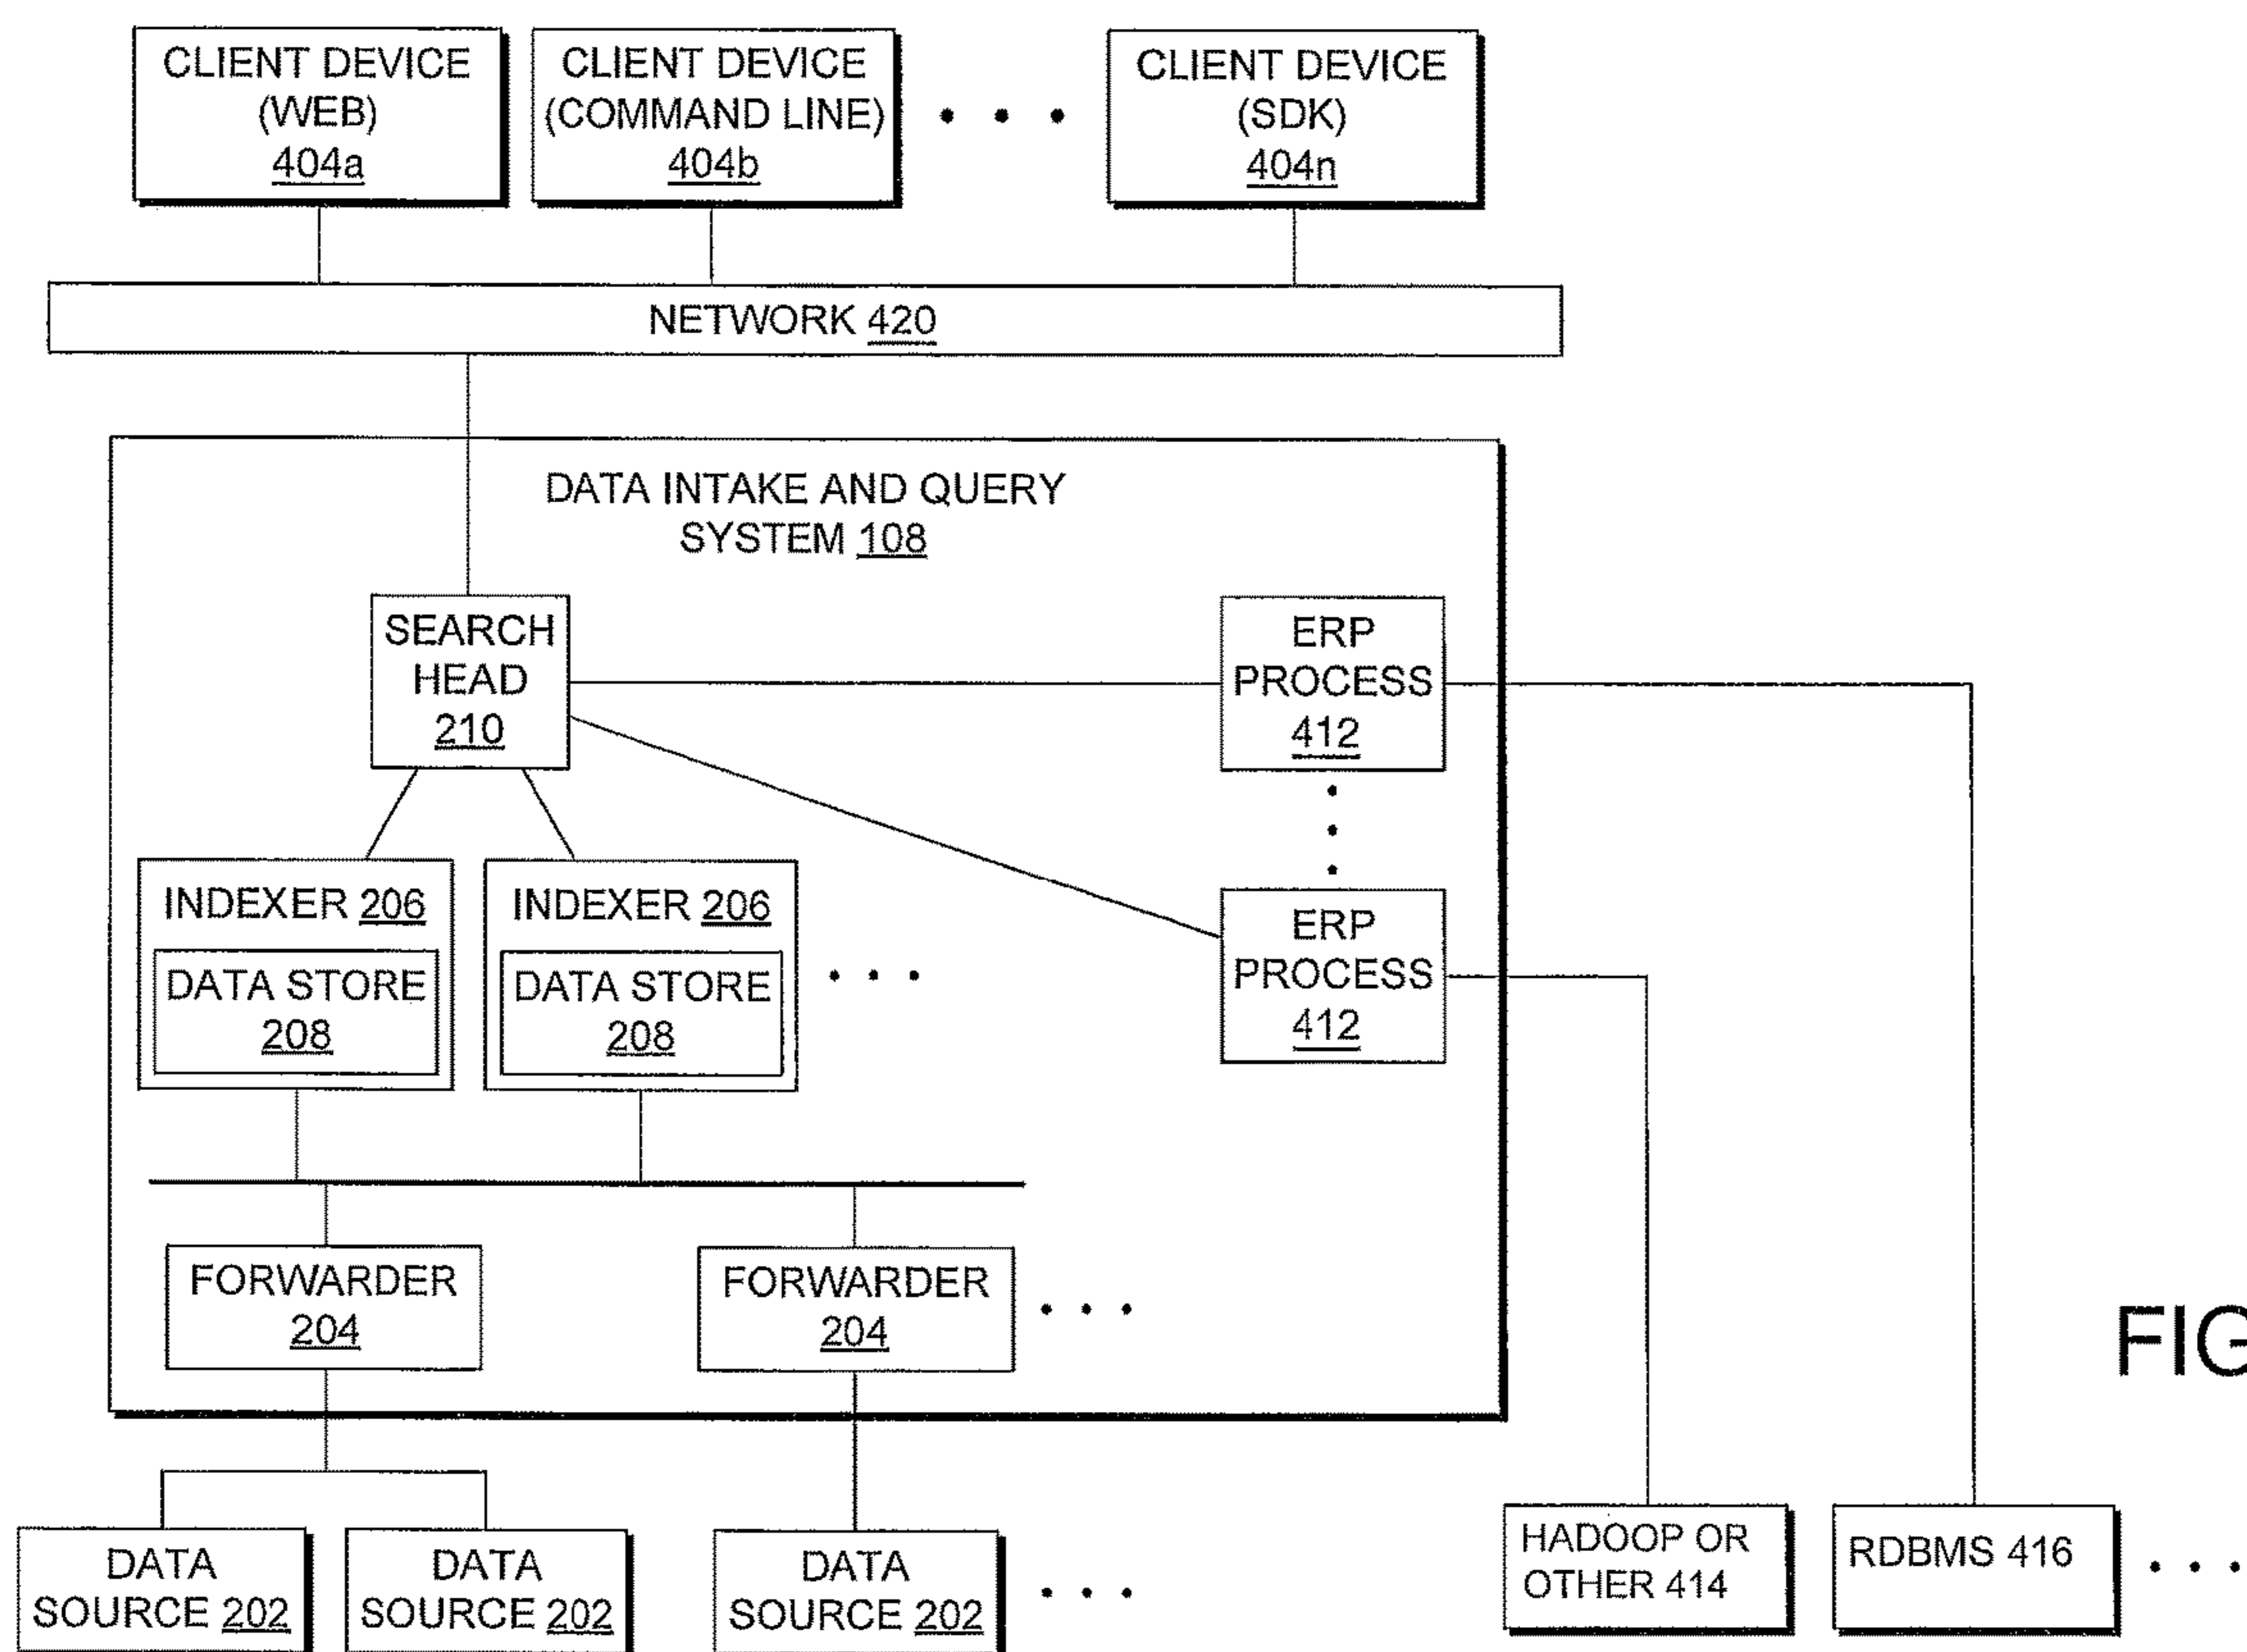 CLIENT DEVICE
(WEB)
404a
CLIENT DEVICE
(COMMAND LINE)
404b
CLIENT DEVICE
(SDK)
404n
NETWORK 420
DATA INTAKE AND QUERY
SYSTEM 108
SEARCH
HEAD
210
ERP
PROCESS
412
INDEXER 206
DATA STORE
208
INDEXER 206
DATA STORE
208
ERP
PROCESS
412
FORWARDER
204
FORWARDER
204
FIG
DATA
SOURCE 202
DATA
SOURCE 202
DATA
SOURCE 202
HADOOP OR
OTHER 414
RDBMS 416